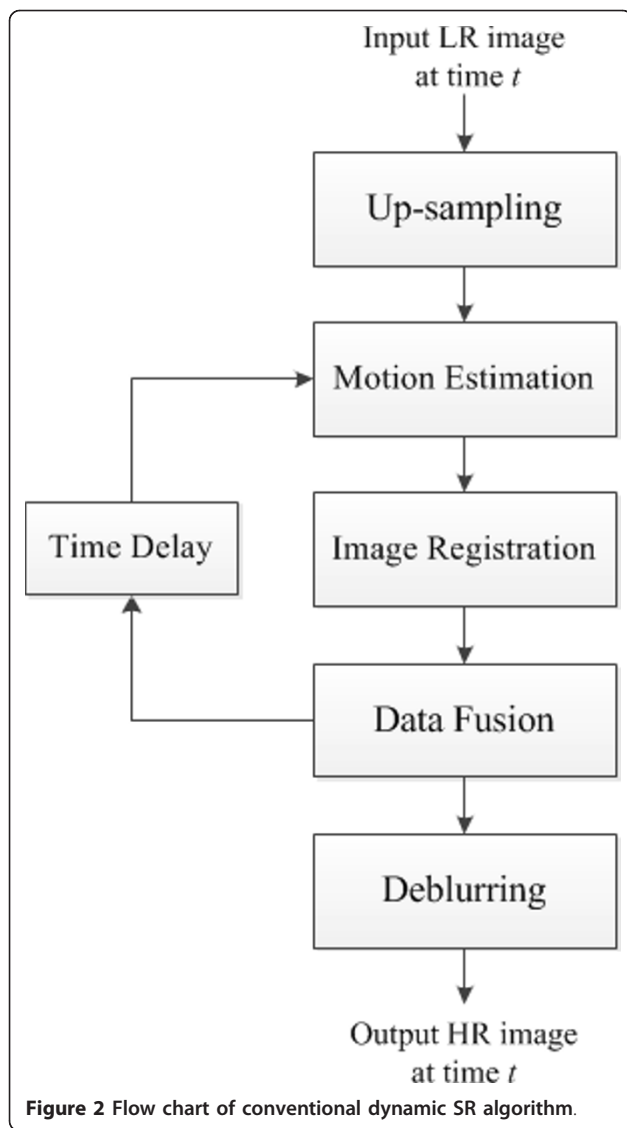 Input LR image
at time t
Up-sampling
Motion Estimation
Image Registration
Time Delay
Data Fusion
Deblurring
Output HR image
at time t
Figure 2 Flow chart of conventional dynamic SR algorithm.